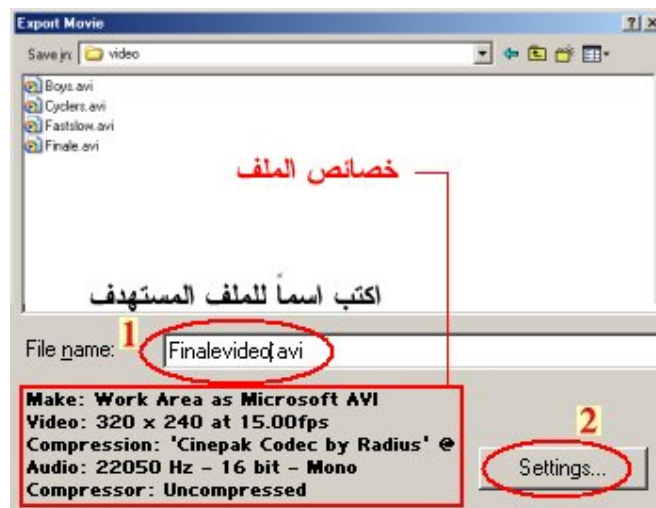 Export Movie
Save in: video
Boys.avi
Cyclers.avi
Fastslow.avi
Finale.avi
خصائص الملف
اكتب اسماً للملف المستهدف
File name: 1 Finalevideo.avi
Make: Work Area as Microsoft AVI
Video: 320 x 240 at 15.00fps
Compression: 'Cinepak Codec by Radius' @
Audio: 22050 Hz - 16 bit - Mono
Compressor: Uncompressed
2
Settings...